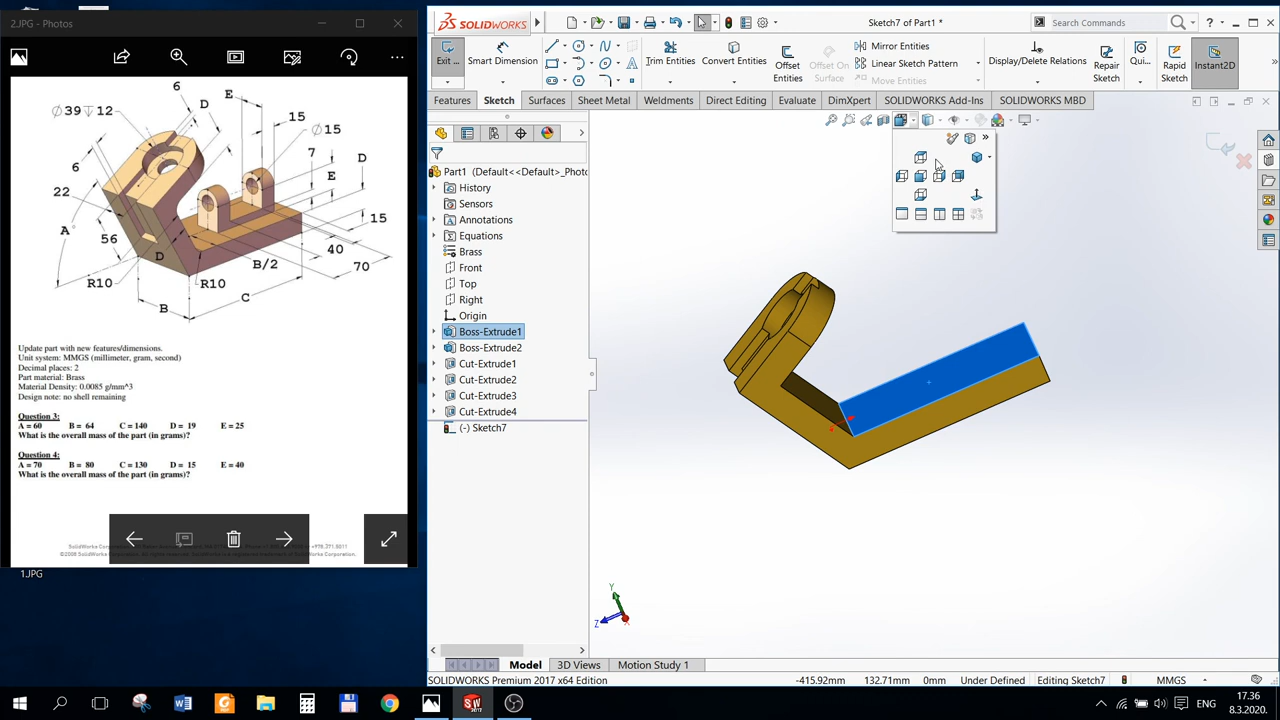 2.JPG - Photos
Ø39↧12
6
D
E
15
Ø15
7
D
E
6
22
A
56
D
15
40
70
B/2
R10
R10
B
C
Update part with new features/dimensions.
Unit system: MMGS (millimeter, gram, second)
Decimal places: 2
Part material: Brass
Material Density: 0.0085 g/mm^3
Design note: no shell remaining
Question 3:
A = 60 B = 64 C = 140 D = 19 E = 25
What is the overall mass of the part (in grams)?
Question 4:
A = 70 B = 80 C = 130 D = 15 E = 40
What is the overall mass of the part (in grams)?
1.JPG
SOLIDWORKS
Sketch7 of Part1 *
Search Commands
Exit ...
Smart Dimension
Trim Entities
Convert Entities
Offset Entities
Offset On Surface
Mirror Entities
Linear Sketch Pattern
Move Entities
Display/Delete Relations
Repair Sketch
Qui...
Rapid Sketch
Instant2D
Features
Sketch
Surfaces
Sheet Metal
Weldments
Direct Editing
Evaluate
DimXpert
SOLIDWORKS Add-Ins
SOLIDWORKS MBD
Part1 (Default<<Default>_Photo
History
Sensors
Annotations
Equations
Brass
Front
Top
Right
Origin
Boss-Extrude1
Boss-Extrude2
Cut-Extrude1
Cut-Extrude2
Cut-Extrude3
Cut-Extrude4
(-) Sketch7
Y
Z
X
Model
3D Views
Motion Study 1
SOLIDWORKS Premium 2017 x64 Edition
-415.92mm
132.71mm
0mm
Under Defined
Editing Sketch7
MMGS
ENG
17.36
8.3.2020.